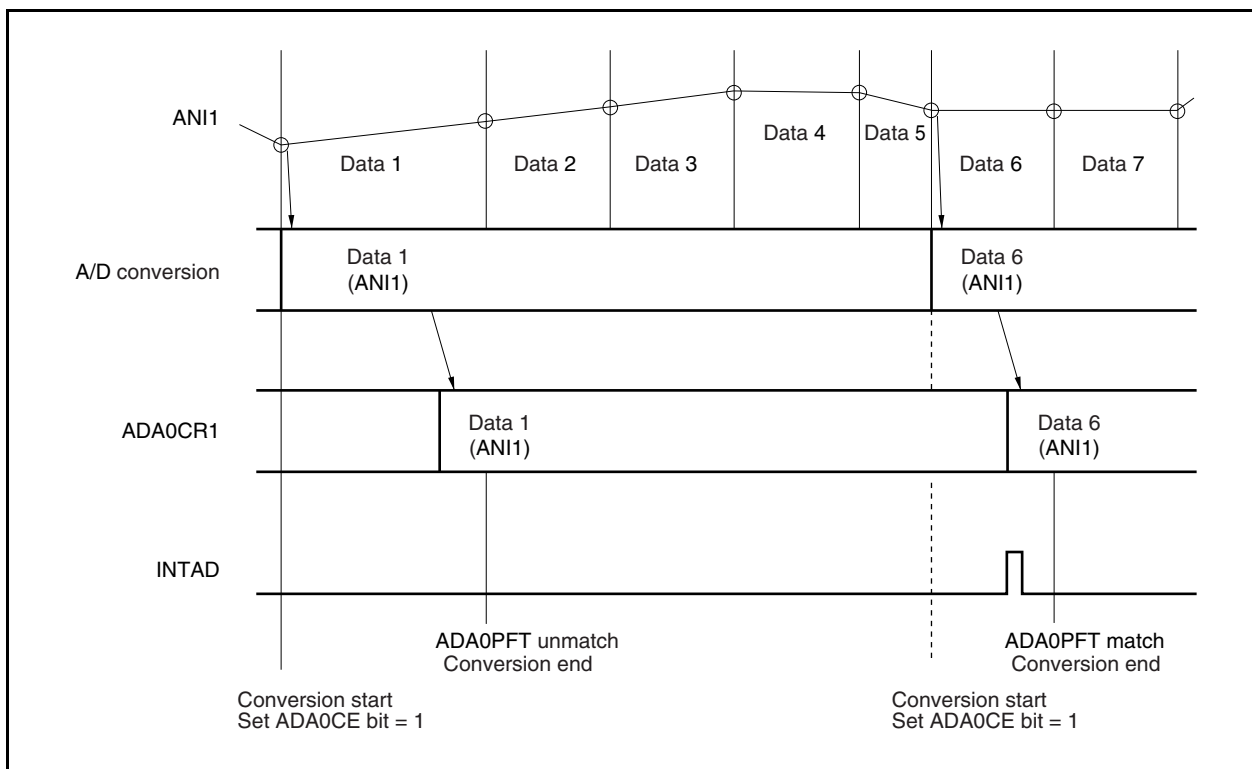 ANI1
Data 1
Data 2
Data 3
Data 4
Data 5
Data 6
Data 7
A/D conversion
Data 1
(ANI1)
Data 6
(ANI1)
ADA0CR1
Data 1
(ANI1)
Data 6
(ANI1)
INTAD
ADA0PFT unmatch
Conversion end
ADA0PFT match
Conversion end
Conversion start
Set ADA0CE bit = 1
Conversion start
Set ADA0CE bit = 1